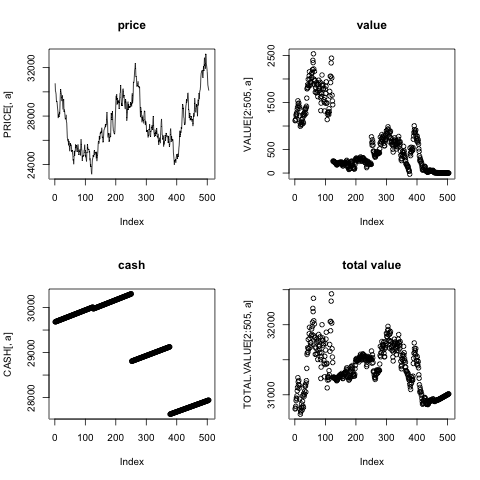 price
PRICE[, a]
24000 28000 32000
0 100 200 300 400 500
Index
value
VALUE[2:505, a]
0 500 1500 2500
0 100 200 300 400 500
Index
cash
CASH[, a]
28000 29000 30000
0 100 200 300 400 500
Index
total value
TOTAL.VALUE[2:505, a]
31000 32000
0 100 200 300 400 500
Index